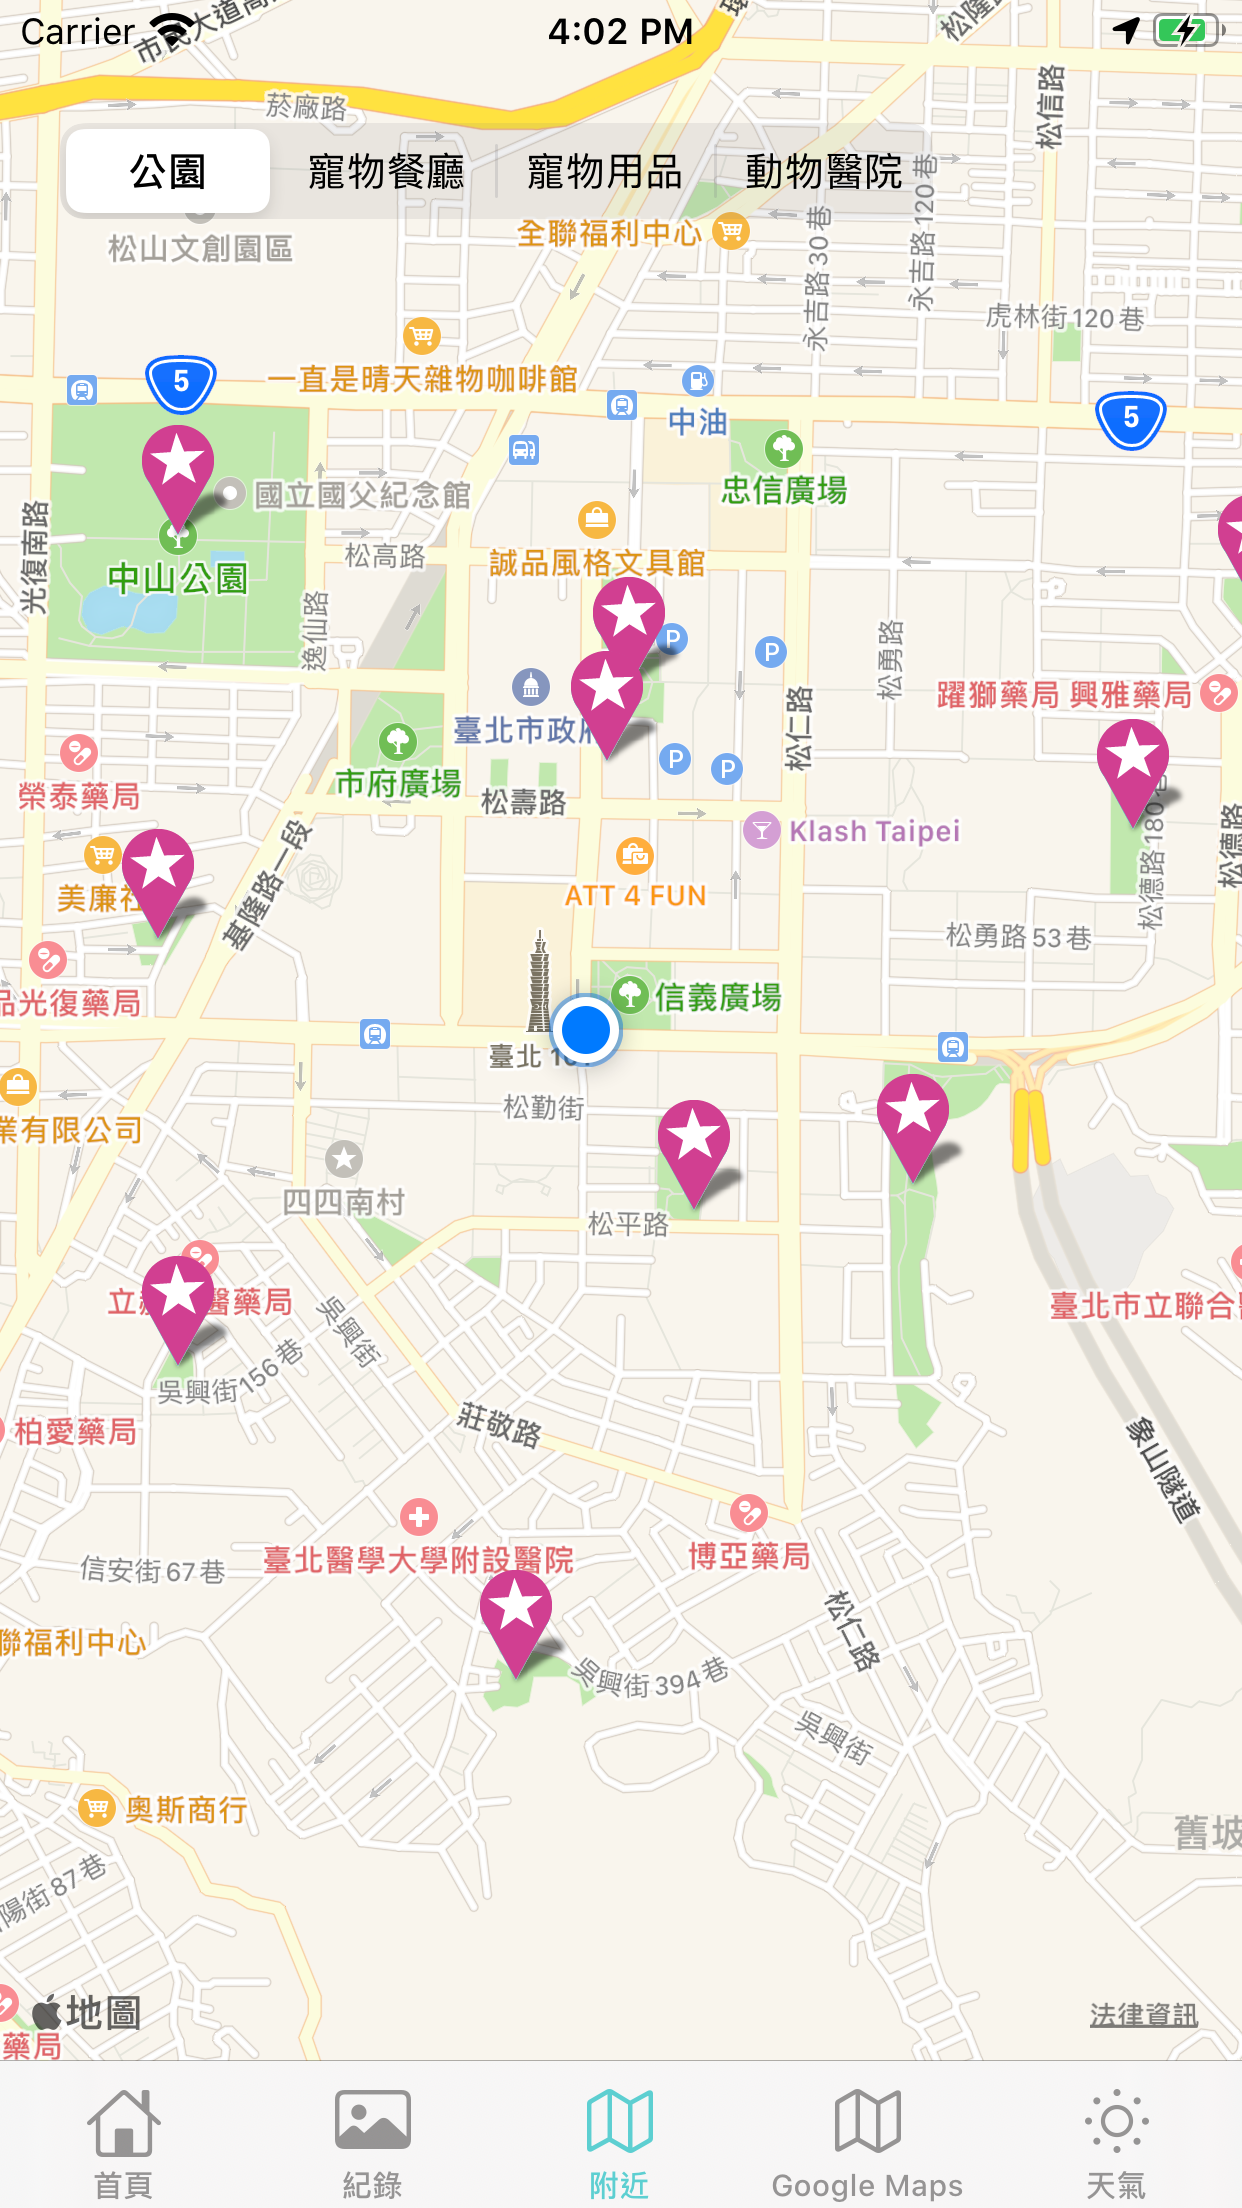 Carrier
4:02 PM
松信路
菸廠路
公園
寵物餐廳
寵物用品
動物醫院
松山文創園區
全聯福利中心
永吉路30巷
永吉路120巷
虎林街120巷
5
一直是晴天雜物咖啡館
中油
5
忠信廣場
國立國父紀念館
光復南路
松高路
誠品風格文具館
中山公園
逸仙路
P
P
松勇路
躍獅藥局 興雅藥局
臺北市政府
松仁路
P
P
市府廣場
榮泰藥局
松壽路
Klash Taipei
松德路180巷
松德路
基隆路一段
美廉社
ATT 4 FUN
松勇路53巷
品光復藥局
信義廣場
臺北 101
松勤街
業有限公司
四四南村
松平路
醫藥局
臺北市立聯合醫
吳興街
吳興街156巷
柏愛藥局
莊敬路
象山隧道
臺北醫學大學附設醫院
博亞藥局
信安街67巷
松仁路
聯福利中心
吳興街394巷
吳興街
奧斯商行
舊坡
陽街87巷
地圖
法律資訊
藥局
首頁
紀錄
附近
Google Maps
天氣